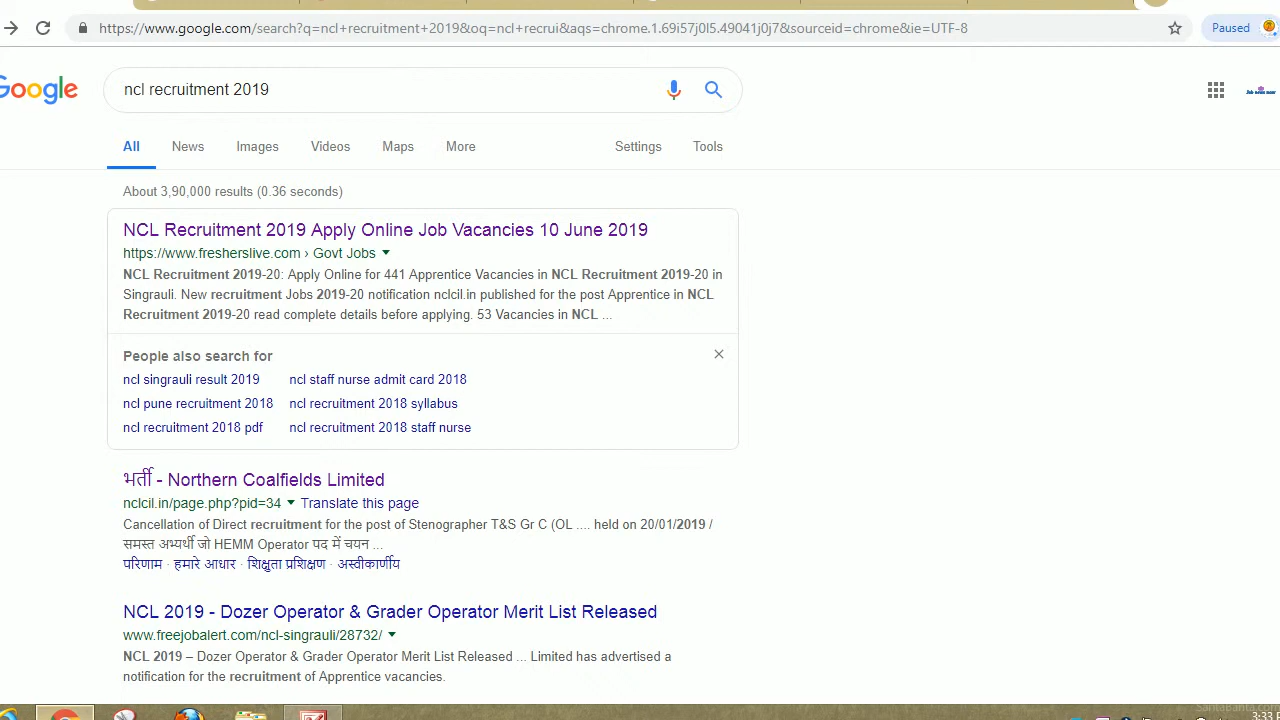 https://www.google.com/search?q=ncl+recruitment+2019&oq=ncl+recrui&aqs=chrome.1.69i57j0l5.49041j0j7&sourceid=chrome&ie=UTF-8
Paused
Google
ncl recruitment 2019
All News Images Videos Maps More Settings Tools
About 3,90,000 results (0.36 seconds)
NCL Recruitment 2019 Apply Online Job Vacancies 10 June 2019
https://www.fresherslive.com › Govt Jobs
NCL Recruitment 2019-20: Apply Online for 441 Apprentice Vacancies in NCL Recruitment 2019-20 in
Singrauli. New recruitment Jobs 2019-20 notification nclcil.in published for the post Apprentice in NCL
Recruitment 2019-20 read complete details before applying. 53 Vacancies in NCL ...
People also search for
ncl singrauli result 2019 ncl staff nurse admit card 2018
ncl pune recruitment 2018 ncl recruitment 2018 syllabus
ncl recruitment 2018 pdf ncl recruitment 2018 staff nurse
भर्ती - Northern Coalfields Limited
nclcil.in/page.php?pid=34 Translate this page
Cancellation of Direct recruitment for the post of Stenographer T&S Gr C (OL .... held on 20/01/2019 /
समस्त अभ्यर्थी जो HEMM Operator पद में चयन ...
परिणाम · हमारे आधार · शिक्षुता प्रशिक्षण · अस्वीकार्णीय
NCL 2019 - Dozer Operator & Grader Operator Merit List Released
www.freejobalert.com/ncl-singrauli/28732/
NCL 2019 – Dozer Operator & Grader Operator Merit List Released ... Limited has advertised a
notification for the recruitment of Apprentice vacancies.